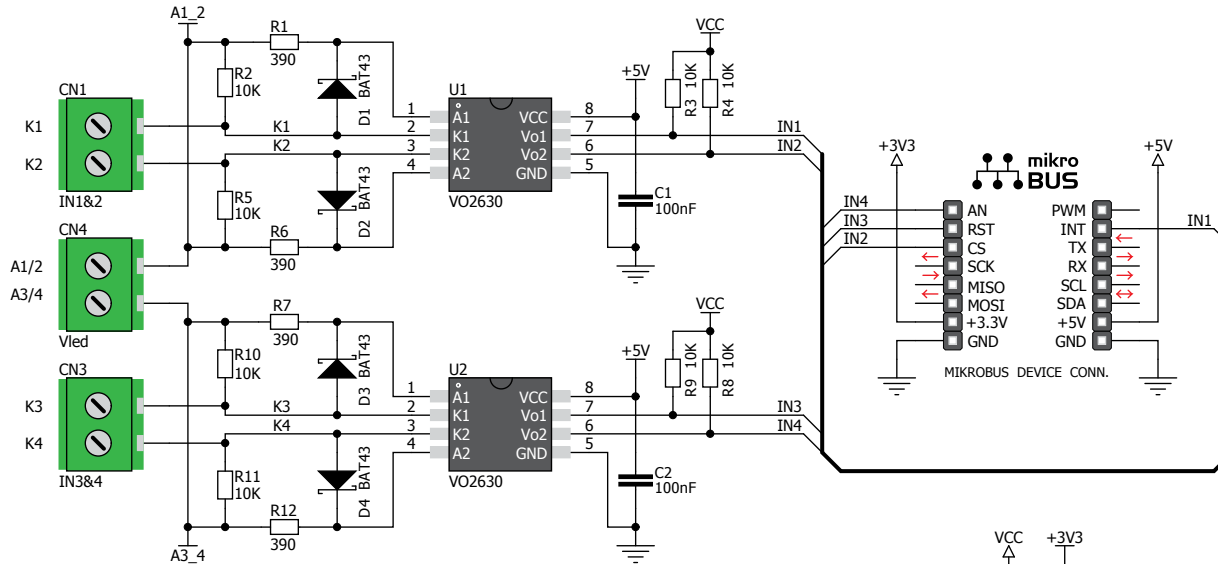 A1_2
R1
390
R2
10K
BAT43
D1
CN1
K1
K2
IN1&2
K1
K2
R5
10K
BAT43
D2
R6
390
U1
1
2
3
4
A1
K1
K2
A2
VCC
Vo1
Vo2
GND
8
7
6
5
VO2630
+5V
C1
100nF
VCC
R3 10K
R4 10K
IN1
IN2
CN4
A1/2
A3/4
Vled
R7
390
R10
10K
BAT43
D3
CN3
K3
K4
IN3&4
K3
K4
R11
10K
BAT43
D4
R12
390
A3_4
U2
1
2
3
4
A1
K1
K2
A2
VCC
Vo1
Vo2
GND
8
7
6
5
VO2630
+5V
C2
100nF
VCC
R9 10K
R8 10K
IN3
IN4
+3V3
mikro
BUS
+5V
IN4
IN3
IN2
AN
RST
CS
SCK
MISO
MOSI
+3.3V
GND
PWM
INT
TX
RX
SCL
SDA
+5V
GND
IN1
MIKROBUS DEVICE CONN.
VCC
+3V3